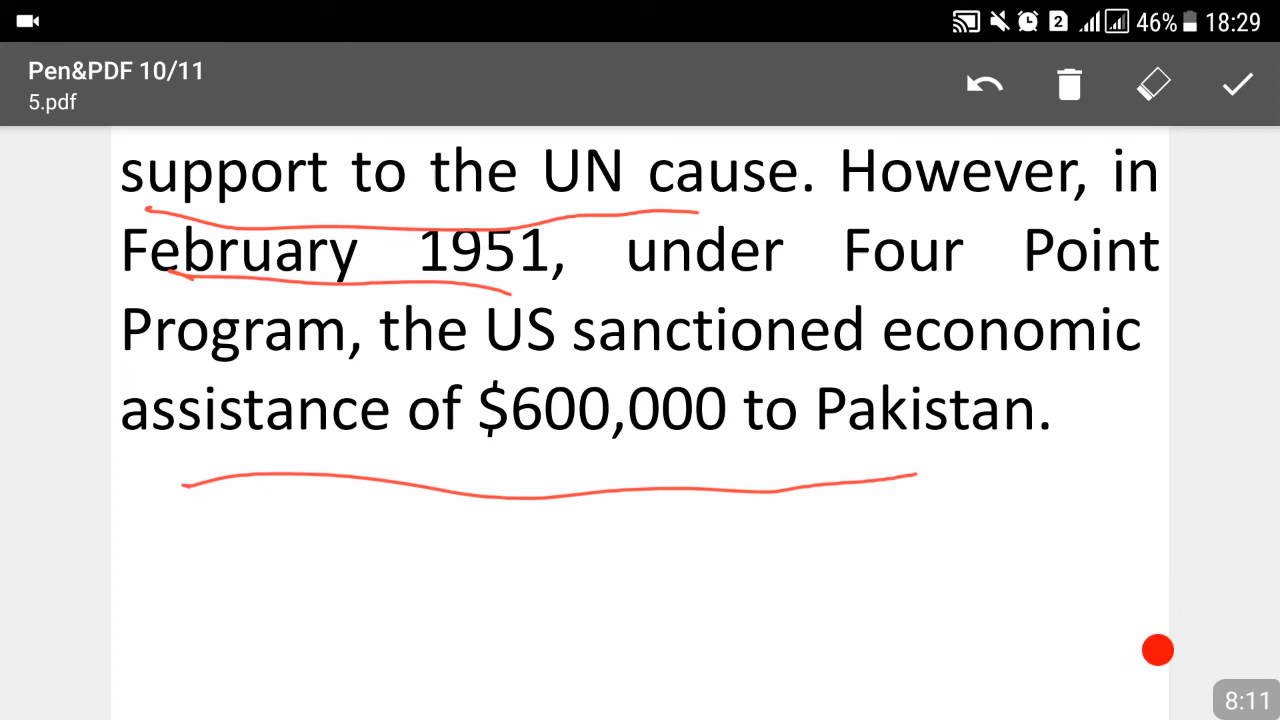 2 46% 18:29
Pen&PDF 10/11
5.pdf
support to the UN cause. However, in
February 1951, under Four Point
Program, the US sanctioned economic
assistance of $600,000 to Pakistan.
8:11